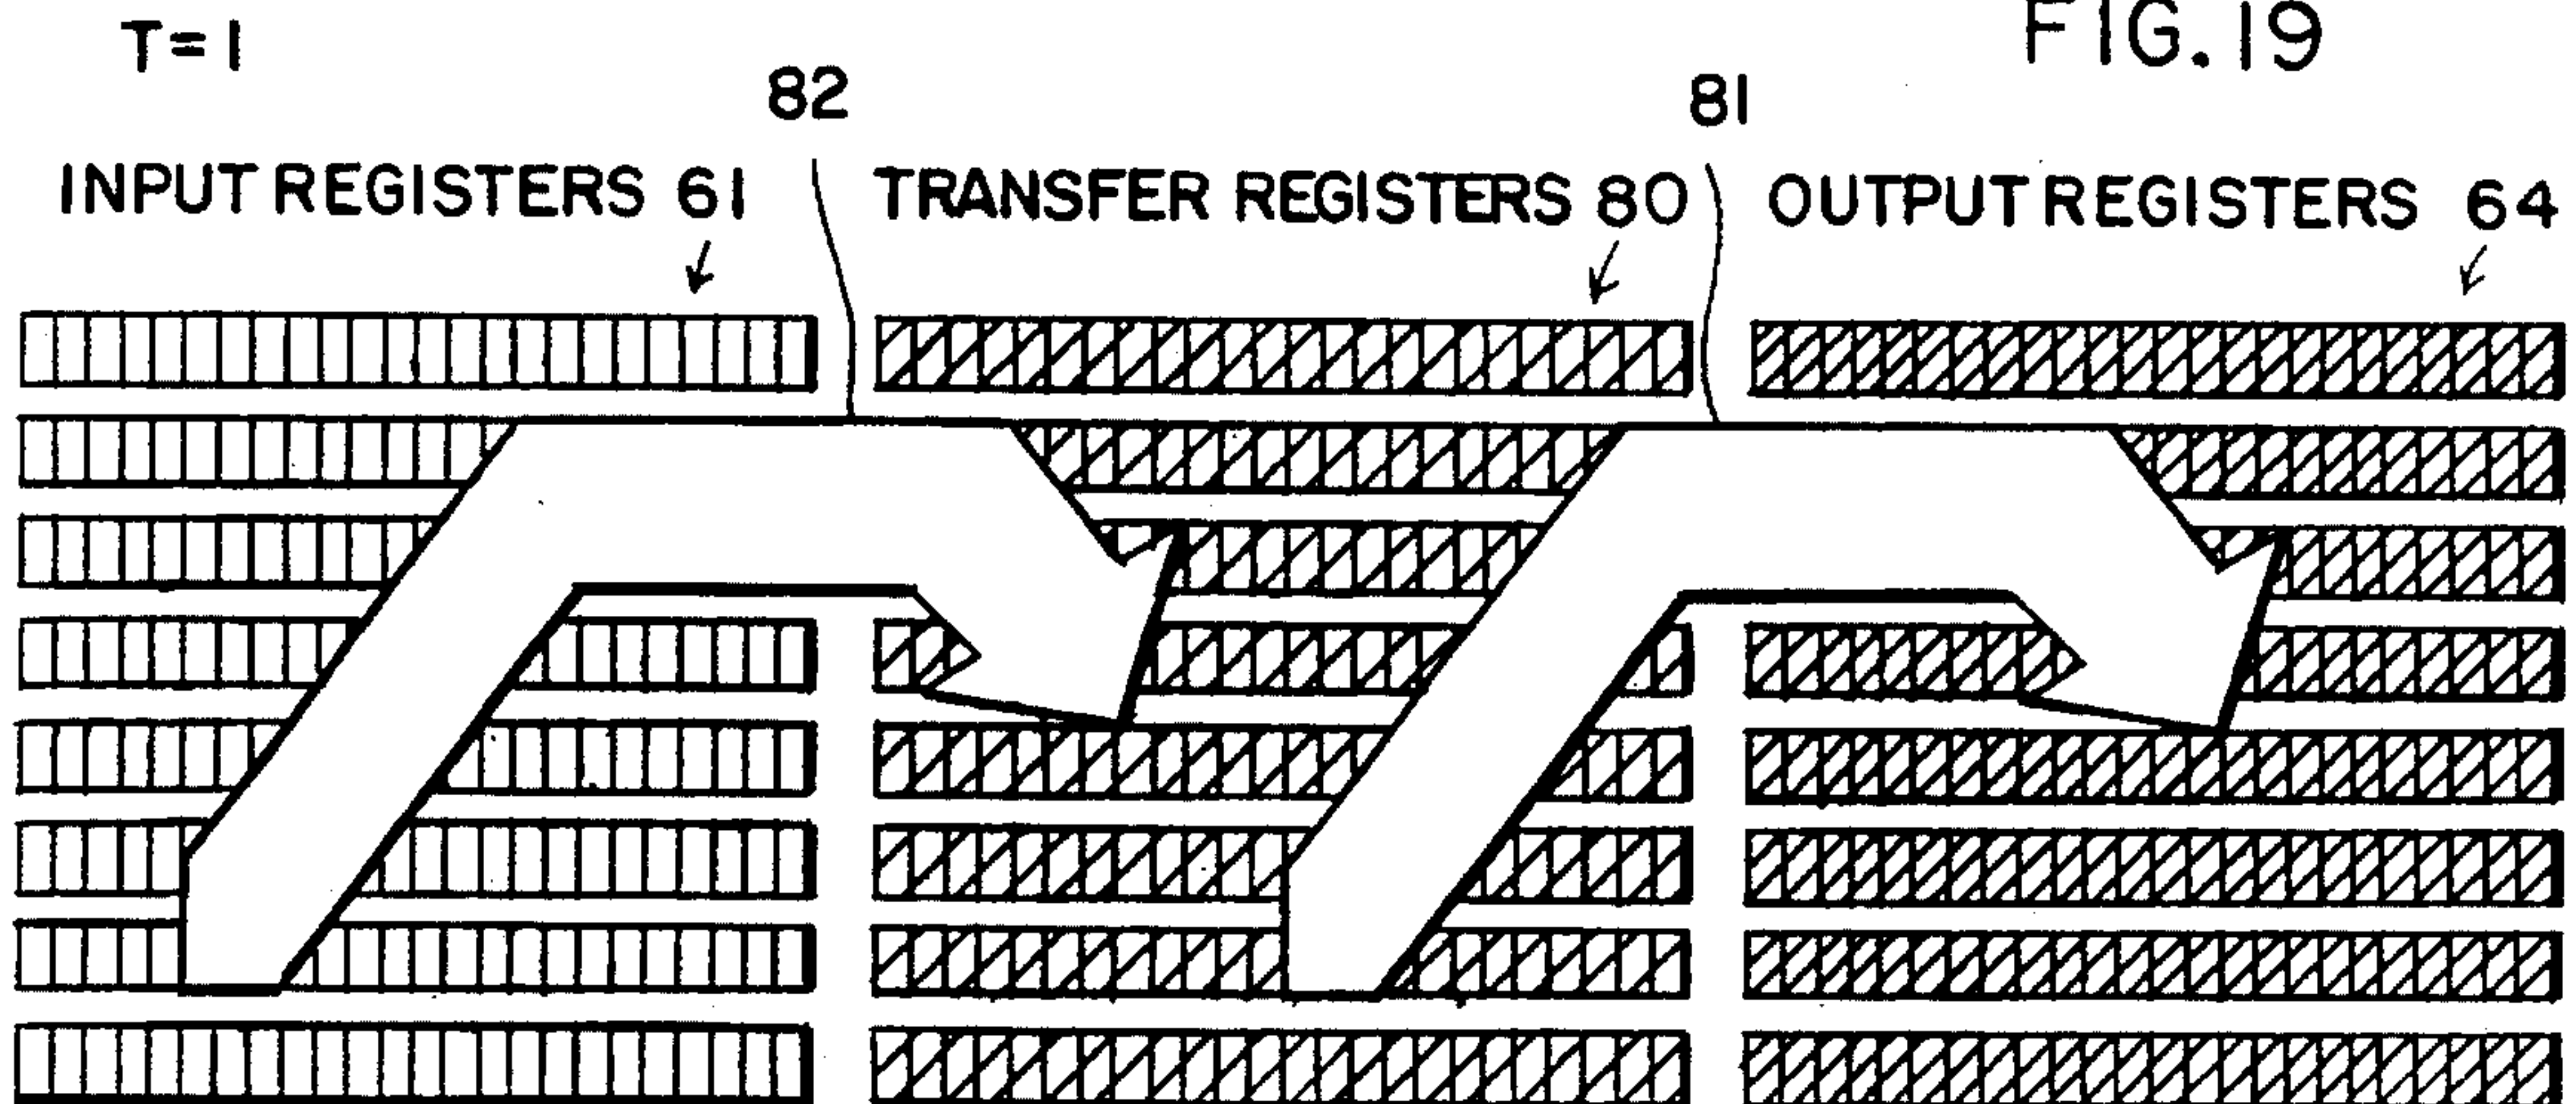 T=1
FIG. 19
82
81
INPUT REGISTERS 61
TRANSFER REGISTERS 80
OUTPUT REGISTERS 64